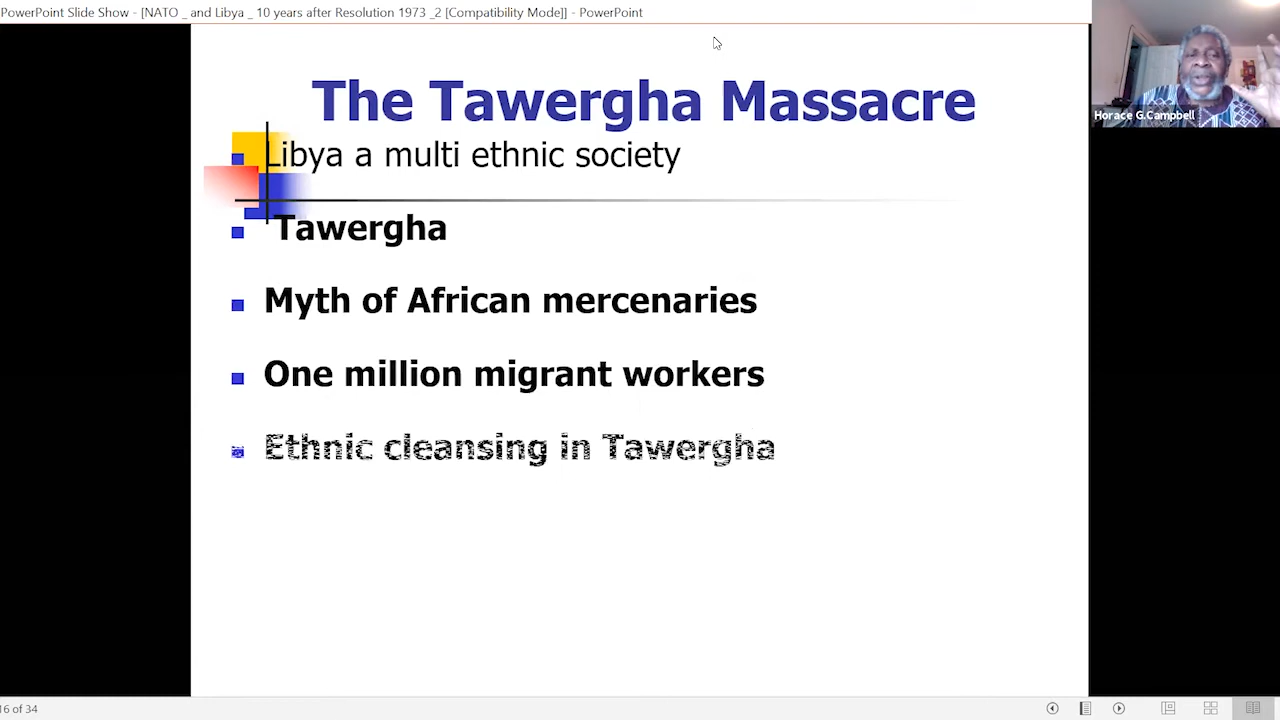 PowerPoint Slide Show - [NATO _ and Libya _ 10 years after Resolution 1973 _2 [Compatibility Mode]] - PowerPoint
Horace G.Campbell
The Tawergha Massacre
Libya a multi ethnic society
Tawergha
Myth of African mercenaries
One million migrant workers
Ethnic cleansing in Tawergha
16 of 34